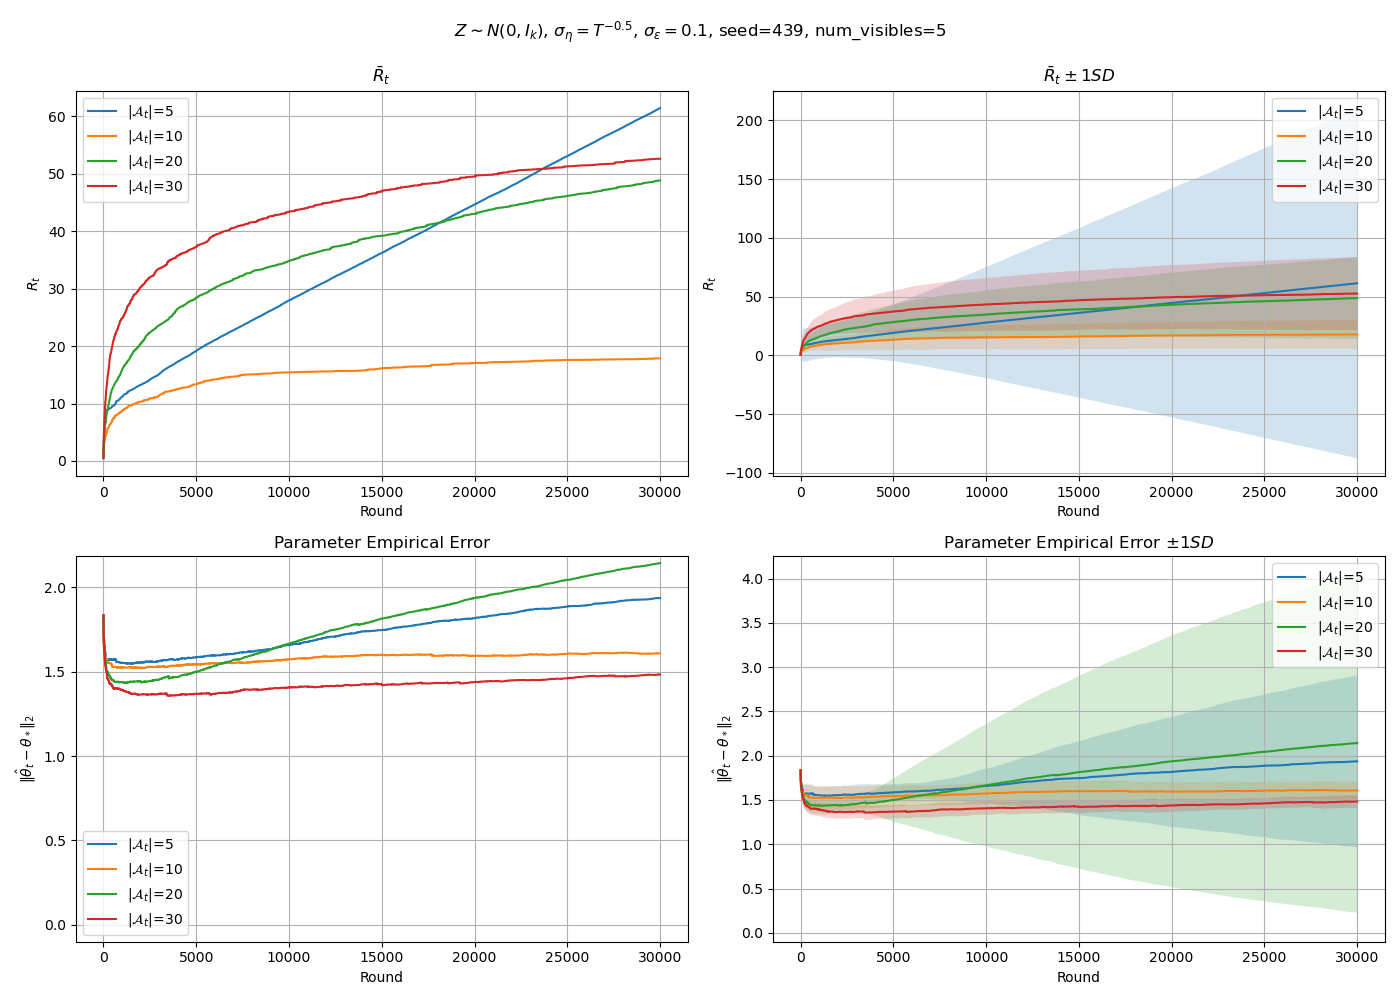 Z ∼ N(0, I_k), σ_η = T^{−0.5}, σ_ε = 0.1, seed=439, num_visibles=5
R̄_t
R_t
60
50
40
30
20
10
0
|𝒜_t|=5
|𝒜_t|=10
|𝒜_t|=20
|𝒜_t|=30
0 5000 10000 15000 20000 25000 30000
Round
R̄_t ± 1SD
R_t
200
150
100
50
0
−50
−100
|𝒜_t|=5
|𝒜_t|=10
|𝒜_t|=20
|𝒜_t|=30
0 5000 10000 15000 20000 25000 30000
Round
Parameter Empirical Error
‖θ̂_t − θ_*‖_2
2.0
1.5
1.0
0.5
0.0
|𝒜_t|=5
|𝒜_t|=10
|𝒜_t|=20
|𝒜_t|=30
0 5000 10000 15000 20000 25000 30000
Round
Parameter Empirical Error ±1SD
‖θ̂_t − θ_*‖_2
4.0
3.5
3.0
2.5
2.0
1.5
1.0
0.5
0.0
|𝒜_t|=5
|𝒜_t|=10
|𝒜_t|=20
|𝒜_t|=30
0 5000 10000 15000 20000 25000 30000
Round